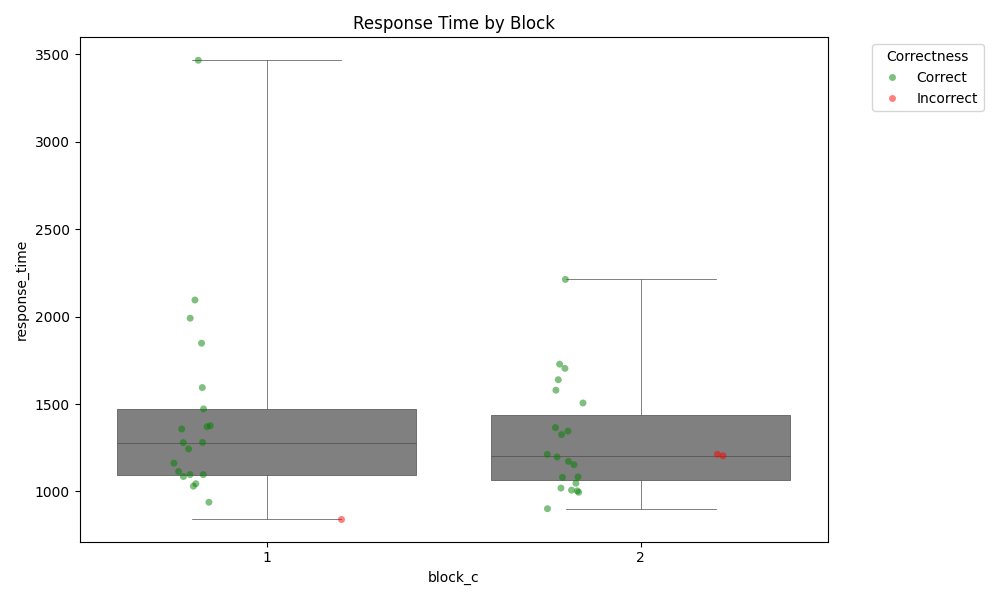 Response Time by Block
Correctness
Correct
Incorrect
response_time
3500
3000
2500
2000
1500
1000
1
2
block_c